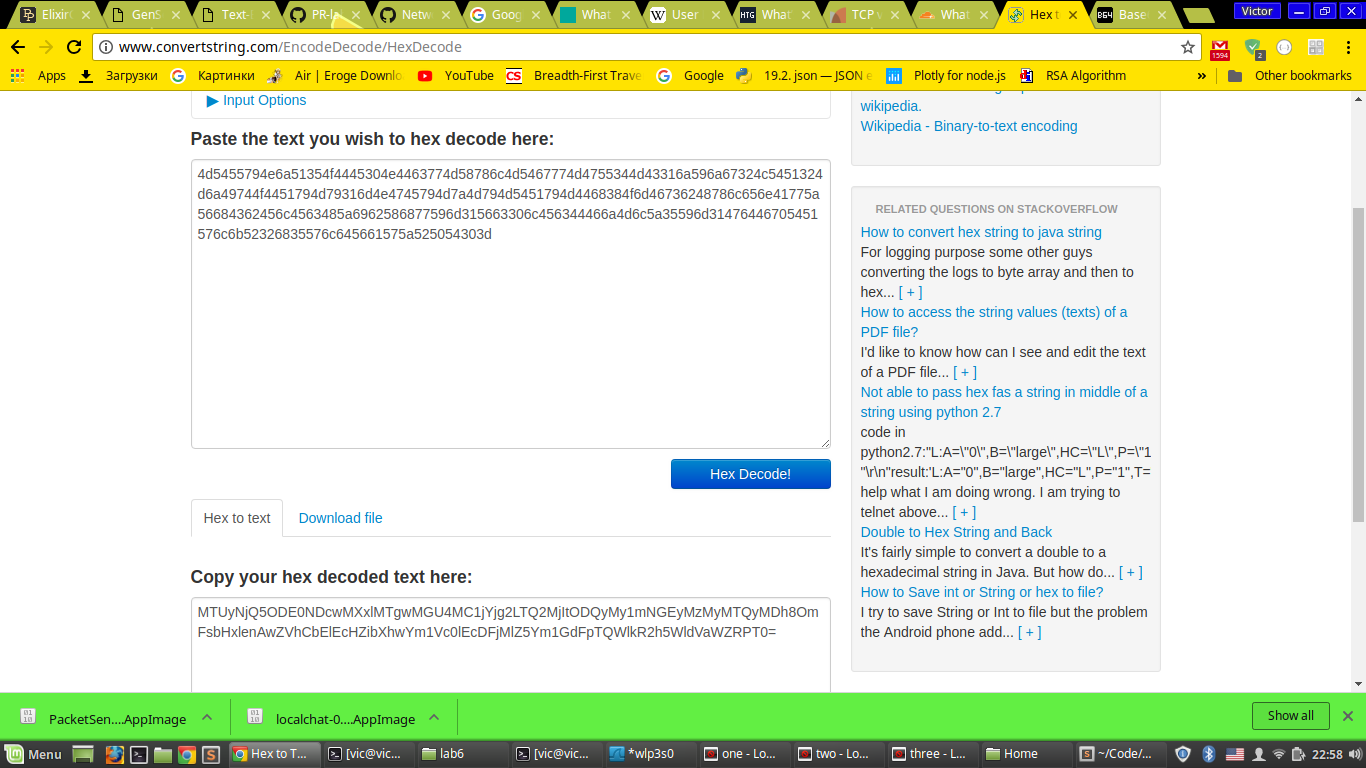 Elixir
GenS
Text-
PR-la
Netw
Goog
What
User
What
TCP v
What
Hex t
Base
Victor
www.convertstring.com/EncodeDecode/HexDecode
1594
2
Apps
Загрузки
Картинки
Air | Eroge Downlo
YouTube
Breadth-First Trave
Google
19.2. json — JSON e
Plotly for node.js
RSA Algorithm
»
Other bookmarks
▶ Input Options
Paste the text you wish to hex decode here:
4d5455794e6a51354f4445304e4463774d58786c4d5467774d4755344d43316a596a67324c5451324
d6a49744f4451794d79316d4e4745794d7a4d794d5451794d4468384f6d46736248786c656e41775a
56684362456c4563485a6962586877596d315663306c456344466a4d6c5a35596d31476446705451
576c6b52326835576c645661575a525054303d
Hex Decode!
Hex to text
Download file
Copy your hex decoded text here:
MTUyNjQ5ODE0NDcwMXxlMTgwMGU4MC1jYjg2LTQ2MjItODQyMy1mNGEyMzMyMTQyMDh8Om
FsbHxlenAwZVhCbElEcHZibXhwYm1Vc0lEcDFjMlZ5Ym1GdFpTQWlkR2h5WldVaWZRPT0=
wikipedia.
Wikipedia - Binary-to-text encoding
RELATED QUESTIONS ON STACKOVERFLOW
How to convert hex string to java string
For logging purpose some other guys
converting the logs to byte array and then to
hex... [ + ]
How to access the string values (texts) of a
PDF file?
I'd like to know how can I see and edit the text
of a PDF file... [ + ]
Not able to pass hex fas a string in middle of a
string using python 2.7
code in
python2.7:"L:A=\"0\",B=\"large\",HC=\"L\",P=\"1
"\r\n"result:'L:A="0",B="large",HC="L",P="1",T=
help what I am doing wrong. I am trying to
telnet above... [ + ]
Double to Hex String and Back
It's fairly simple to convert a double to a
hexadecimal string in Java. But how do... [ + ]
How to Save int or String or hex to file?
I try to save String or Int to file but the problem
the Android phone add... [ + ]
PacketSen....AppImage
localchat-0....AppImage
Show all
Menu
Hex to T...
[vic@vic...
lab6
[vic@vic...
*wlp3s0
one - Lo...
two - Lo...
three - L...
Home
~/Code/...
22:58